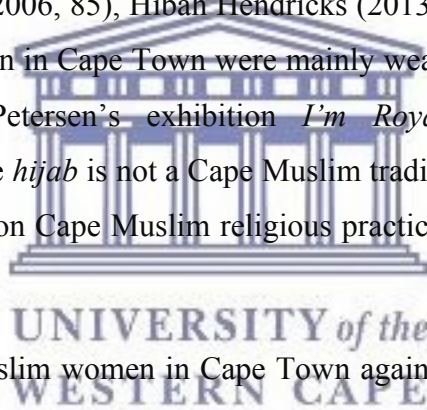 2006, 85), Hibah Hendricks (2013
n in Cape Town were mainly wea
Petersen's exhibition I'm Roya
e hijab is not a Cape Muslim tradi
on Cape Muslim religious practic
UNIVERSITY of the
slim women in Cape Town again
WESTERN CAPE